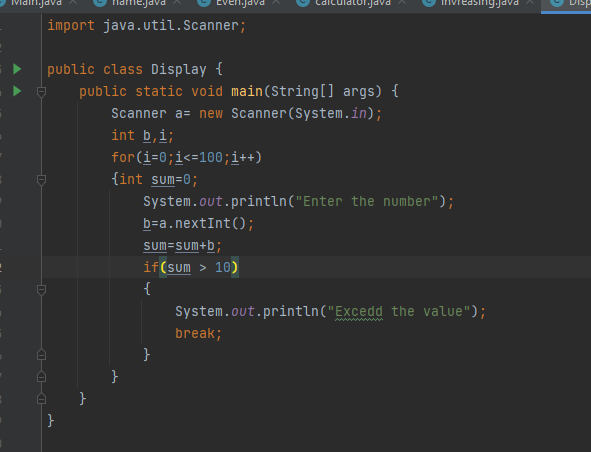 Main.java name.java Even.java calculator.java invreasing.java Disp
import java.util.Scanner;
public class Display {
public static void main(String[] args) {
Scanner a= new Scanner(System.in);
int b,i;
for(i=0;i<=100;i++)
{int sum=0;
System.out.println("Enter the number");
b=a.nextInt();
sum=sum+b;
if(sum > 10)
{
System.out.println("Excedd the value");
break;
}
}
}
}